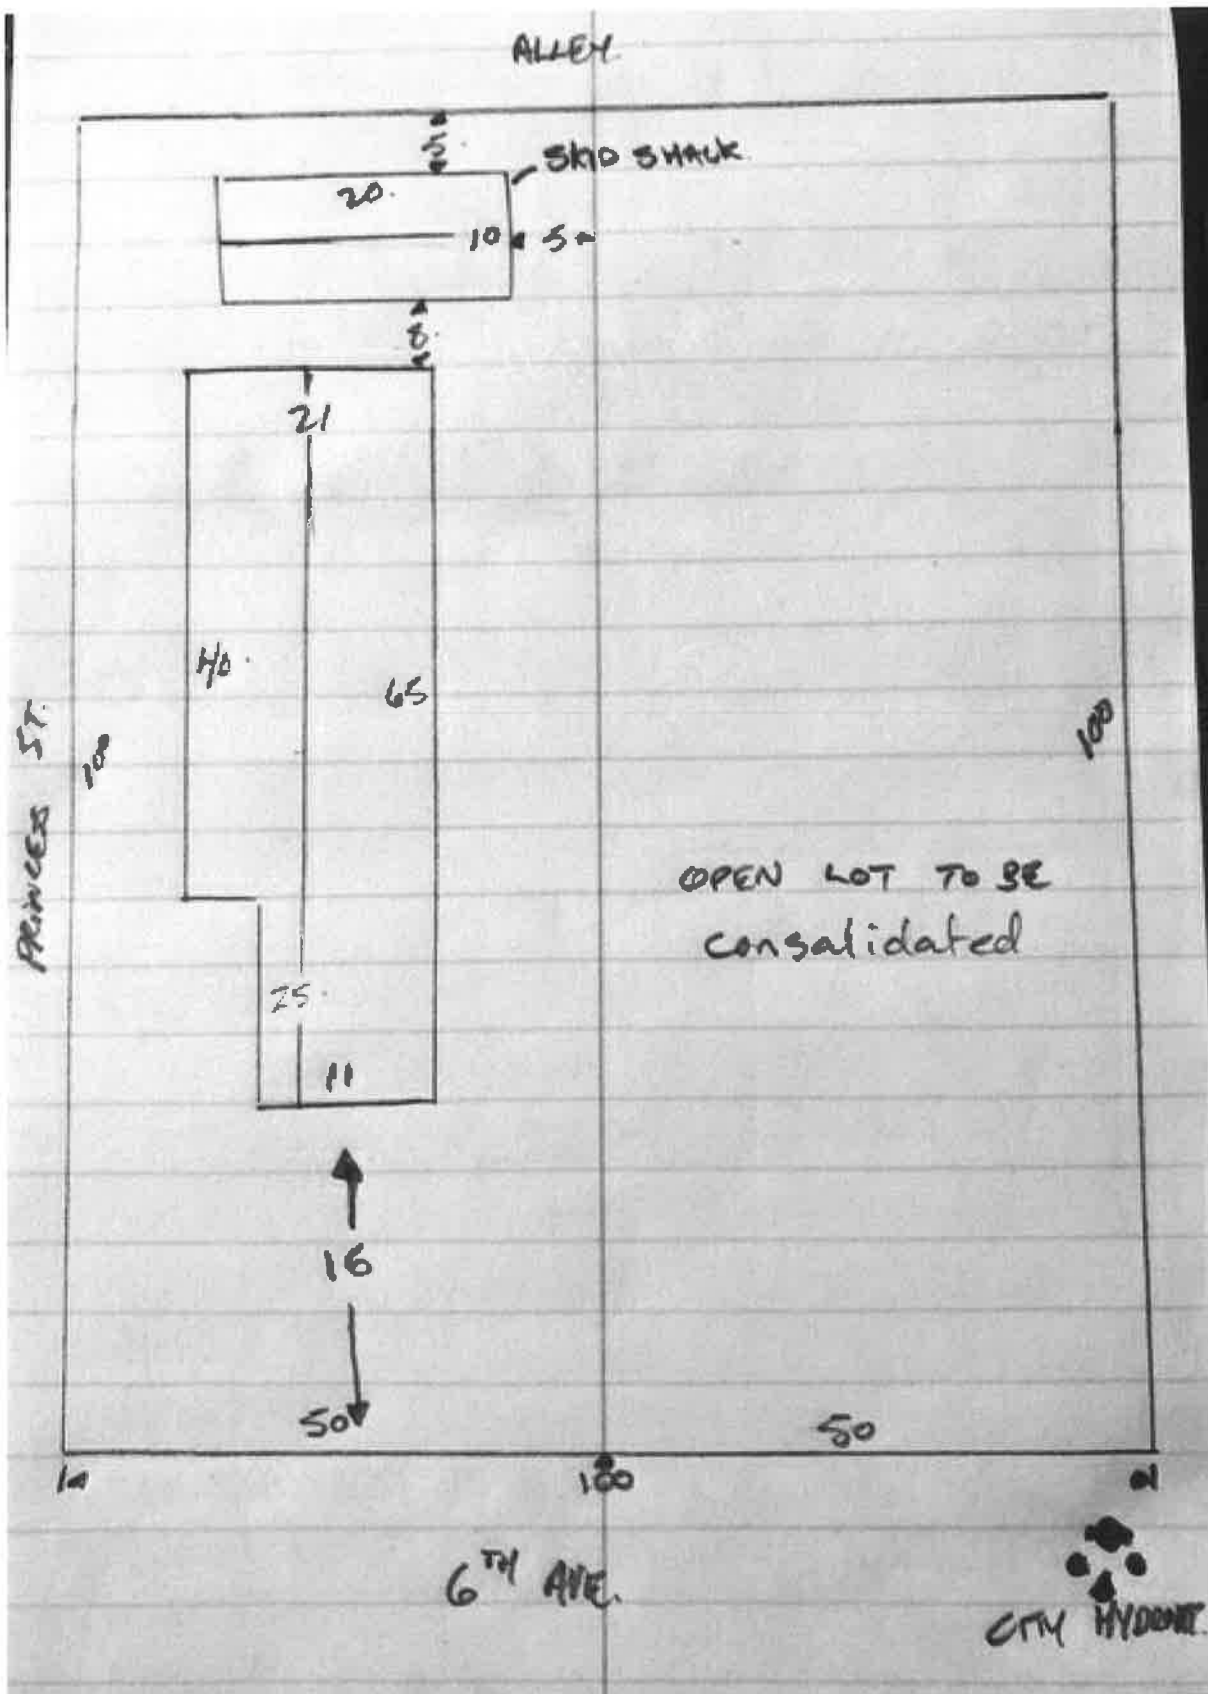 ALLEY
5
SKID SHACK
20.
10 5
8.
21
40.
65
PRINCESS ST.
100
100
OPEN LOT TO BE
consalidated
25.
11
16
50
50
100
6TH AVE.
CITY HYDRNT.